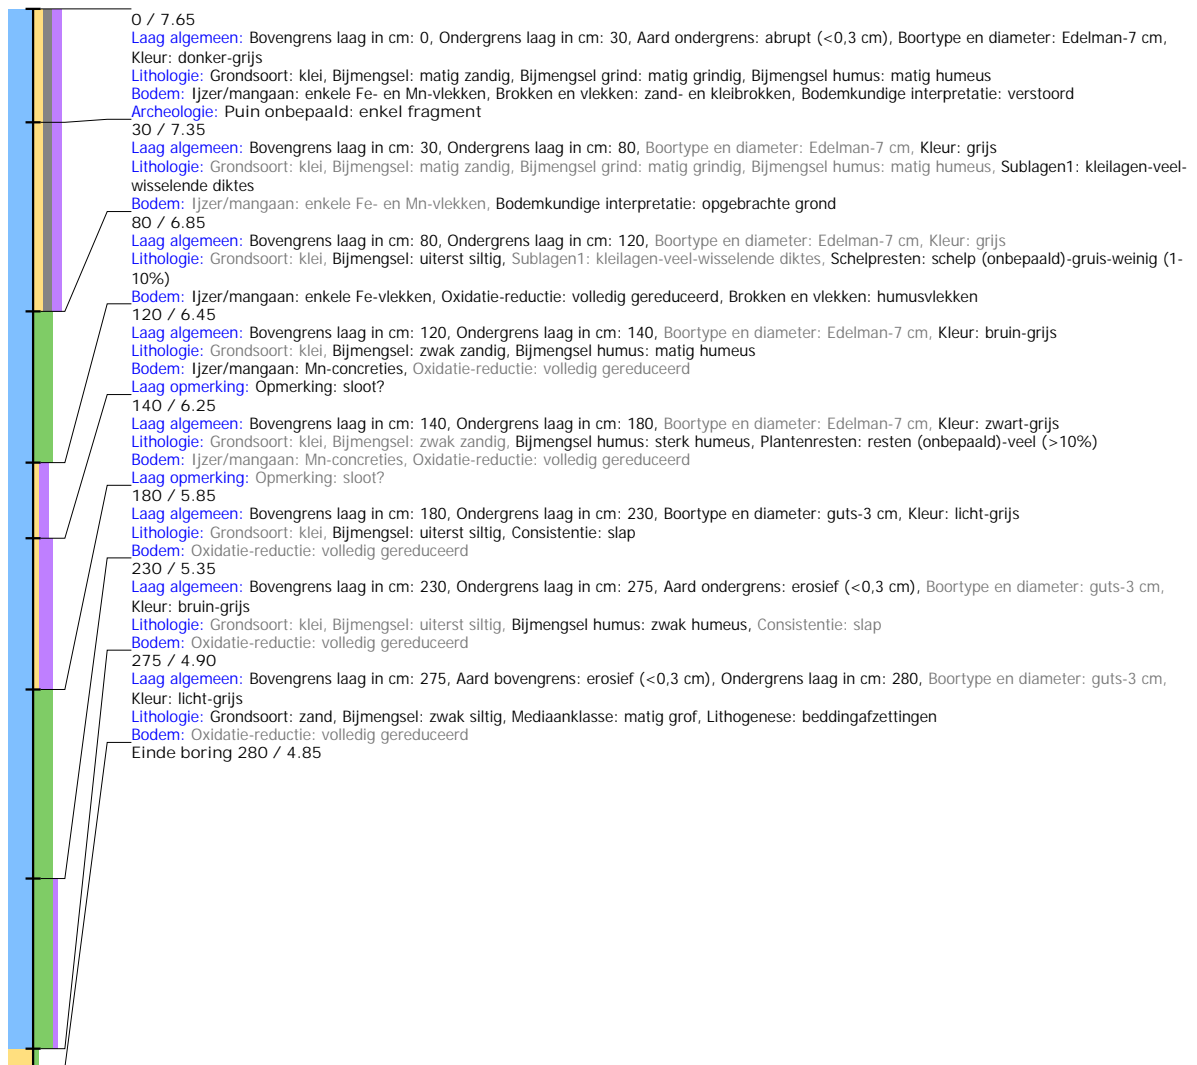 0 / 7.65
Laag algemeen: Bovengrens laag in cm: 0, Ondergrens laag in cm: 30, Aard ondergrens: abrupt (<0,3 cm), Boortype en diameter: Edelman-7 cm,
Kleur: donker-grijs
Lithologie: Grondsoort: klei, Bijmengsel: matig zandig, Bijmengsel grind: matig grindig, Bijmengsel humus: matig humeus
Bodem: Ijzer/mangaan: enkele Fe- en Mn-vlekken, Brokken en vlekken: zand- en kleibrokken, Bodemkundige interpretatie: verstoord
Archeologie: Puin onbepaald: enkel fragment
30 / 7.35
Laag algemeen: Bovengrens laag in cm: 30, Ondergrens laag in cm: 80, Boortype en diameter: Edelman-7 cm, Kleur: grijs
Lithologie: Grondsoort: klei, Bijmengsel: matig zandig, Bijmengsel grind: matig grindig, Bijmengsel humus: matig humeus, Sublagen1: kleilagen-veel-
wisselende diktes
Bodem: Ijzer/mangaan: enkele Fe- en Mn-vlekken, Bodemkundige interpretatie: opgebrachte grond
80 / 6.85
Laag algemeen: Bovengrens laag in cm: 80, Ondergrens laag in cm: 120, Boortype en diameter: Edelman-7 cm, Kleur: grijs
Lithologie: Grondsoort: klei, Bijmengsel: uiterst siltig, Sublagen1: kleilagen-veel-wisselende diktes, Schelpresten: schelp (onbepaald)-gruis-weinig (1-
10%)
Bodem: Ijzer/mangaan: enkele Fe-vlekken, Oxidatie-reductie: volledig gereduceerd, Brokken en vlekken: humusvlekken
120 / 6.45
Laag algemeen: Bovengrens laag in cm: 120, Ondergrens laag in cm: 140, Boortype en diameter: Edelman-7 cm, Kleur: bruin-grijs
Lithologie: Grondsoort: klei, Bijmengsel: zwak zandig, Bijmengsel humus: matig humeus
Bodem: Ijzer/mangaan: Mn-concreties, Oxidatie-reductie: volledig gereduceerd
Laag opmerking: Opmerking: sloot?
140 / 6.25
Laag algemeen: Bovengrens laag in cm: 140, Ondergrens laag in cm: 180, Boortype en diameter: Edelman-7 cm, Kleur: zwart-grijs
Lithologie: Grondsoort: klei, Bijmengsel: zwak zandig, Bijmengsel humus: sterk humeus, Plantenresten: resten (onbepaald)-veel (>10%)
Bodem: Ijzer/mangaan: Mn-concreties, Oxidatie-reductie: volledig gereduceerd
Laag opmerking: Opmerking: sloot?
180 / 5.85
Laag algemeen: Bovengrens laag in cm: 180, Ondergrens laag in cm: 230, Boortype en diameter: guts-3 cm, Kleur: licht-grijs
Lithologie: Grondsoort: klei, Bijmengsel: uiterst siltig, Consistentie: slap
Bodem: Oxidatie-reductie: volledig gereduceerd
230 / 5.35
Laag algemeen: Bovengrens laag in cm: 230, Ondergrens laag in cm: 275, Aard ondergrens: erosief (<0,3 cm), Boortype en diameter: guts-3 cm,
Kleur: bruin-grijs
Lithologie: Grondsoort: klei, Bijmengsel: uiterst siltig, Bijmengsel humus: zwak humeus, Consistentie: slap
Bodem: Oxidatie-reductie: volledig gereduceerd
275 / 4.90
Laag algemeen: Bovengrens laag in cm: 275, Aard bovengrens: erosief (<0,3 cm), Ondergrens laag in cm: 280, Boortype en diameter: guts-3 cm,
Kleur: licht-grijs
Lithologie: Grondsoort: zand, Bijmengsel: zwak siltig, Mediaanklasse: matig grof, Lithogenese: beddingafzettingen
Bodem: Oxidatie-reductie: volledig gereduceerd
Einde boring 280 / 4.85